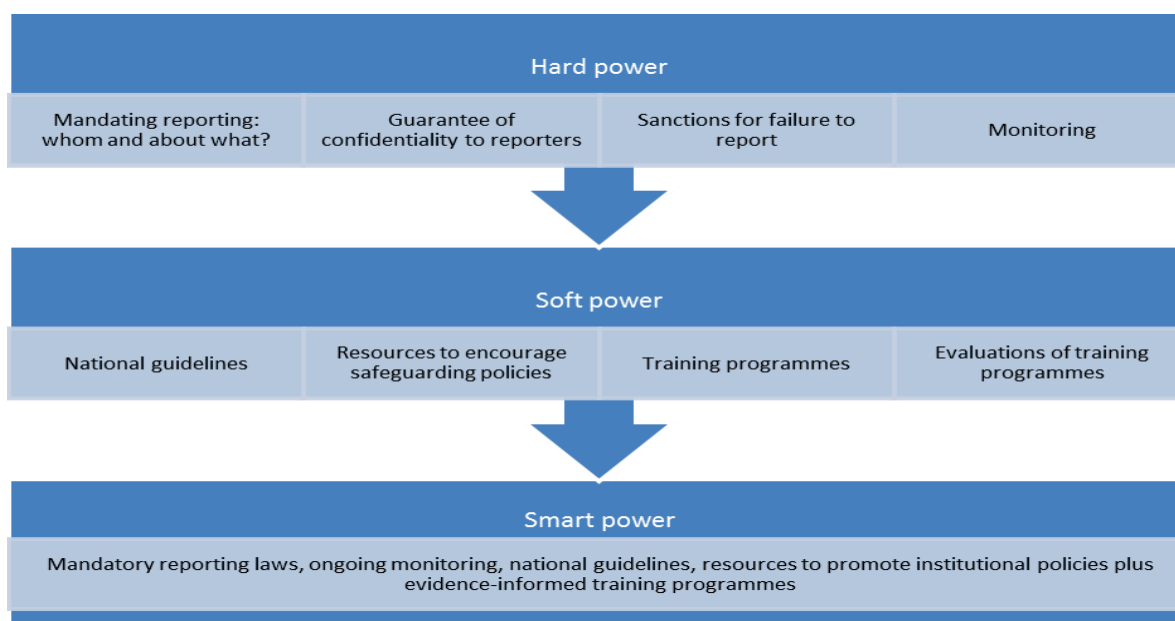 Hard power
Mandating reporting:
whom and about what?
Guarantee of
confidentiality to reporters
Sanctions for failure to
report
Monitoring
Soft power
National guidelines
Resources to encourage
safeguarding policies
Training programmes
Evaluations of training
programmes
Smart power
Mandatory reporting laws, ongoing monitoring, national guidelines, resources to promote institutional policies plus
evidence-informed training programmes